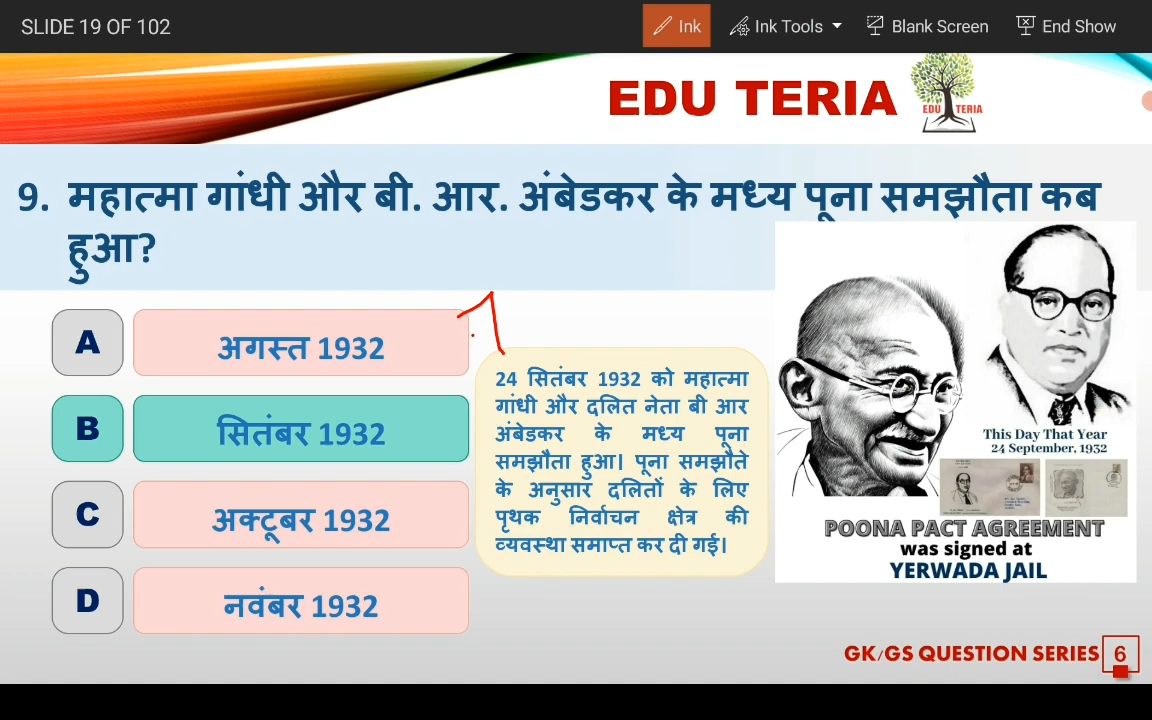 SLIDE 19 OF 102
Ink
Ink Tools
Blank Screen
End Show
EDU TERIA
EDU TERIA
9. महात्मा गांधी और बी. आर. अंबेडकर के मध्य पूना समझौता कब
हुआ?
A
अगस्त 1932
B
सितंबर 1932
C
अक्टूबर 1932
D
नवंबर 1932
24 सितंबर 1932 को महात्मा
गांधी और दलित नेता बी आर
अंबेडकर के मध्य पूना
समझौता हुआ। पूना समझौते
के अनुसार दलितों के लिए
पृथक निर्वाचन क्षेत्र की
व्यवस्था समाप्त कर दी गई।
This Day That Year
24 September, 1932
POONA PACT AGREEMENT
was signed at
YERWADA JAIL
GK/GS QUESTION SERIES 6